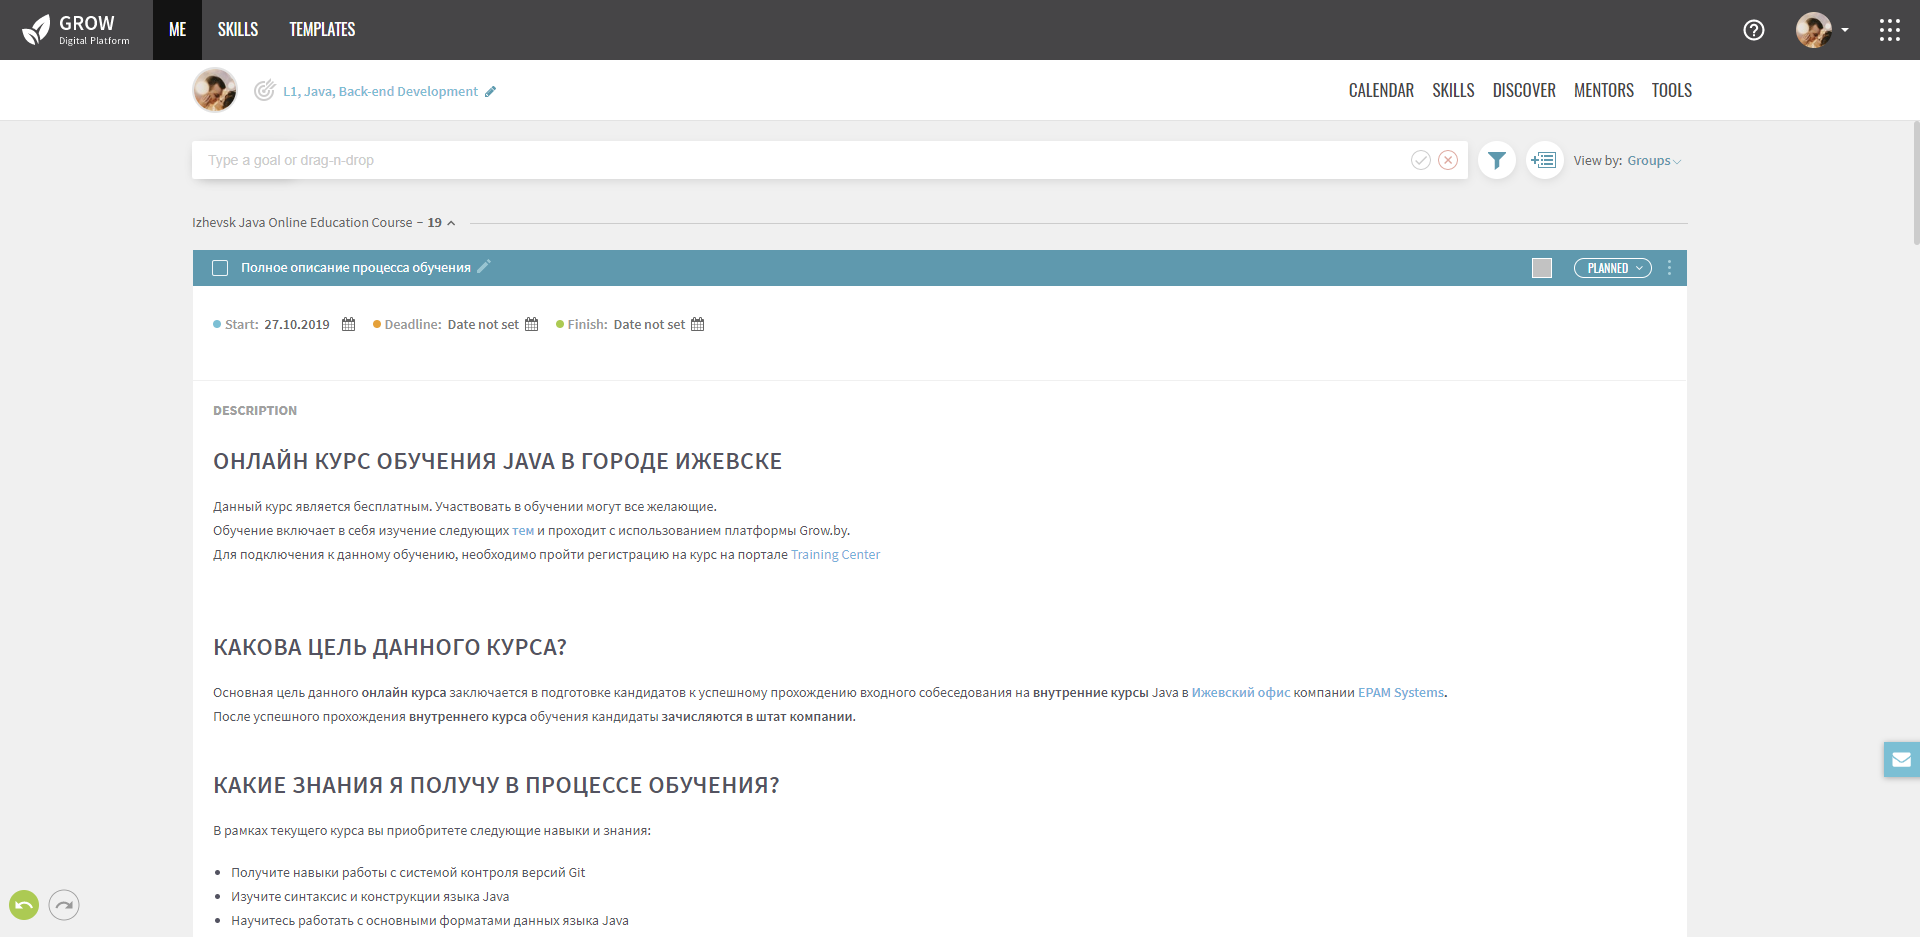 GROW
Digital Platform
ME
SKILLS
TEMPLATES
L1, Java, Back-end Development
CALENDAR
SKILLS
DISCOVER
MENTORS
TOOLS
Type a goal or drag-n-drop
View by: Groups
Izhevsk Java Online Education Course – 19
Полное описание процесса обучения
PLANNED
Start: 27.10.2019
Deadline: Date not set
Finish: Date not set
DESCRIPTION
ОНЛАЙН КУРС ОБУЧЕНИЯ JAVA В ГОРОДЕ ИЖЕВСКЕ
Данный курс является бесплатным. Участвовать в обучении могут все желающие.
Обучение включает в себя изучение следующих тем и проходит с использованием платформы Grow.by.
Для подключения к данному обучению, необходимо пройти регистрацию на курс на портале Training Center
КАКОВА ЦЕЛЬ ДАННОГО КУРСА?
Основная цель данного онлайн курса заключается в подготовке кандидатов к успешному прохождению входного собеседования на внутренние курсы Java в Ижевский офис компании EPAM Systems.
После успешного прохождения внутреннего курса обучения кандидаты зачисляются в штат компании.
КАКИЕ ЗНАНИЯ Я ПОЛУЧУ В ПРОЦЕССЕ ОБУЧЕНИЯ?
В рамках текущего курса вы приобритете следующие навыки и знания:
• Получите навыки работы с системой контроля версий Git
• Изучите синтаксис и конструкции языка Java
• Научитесь работать с основными форматами данных языка Java